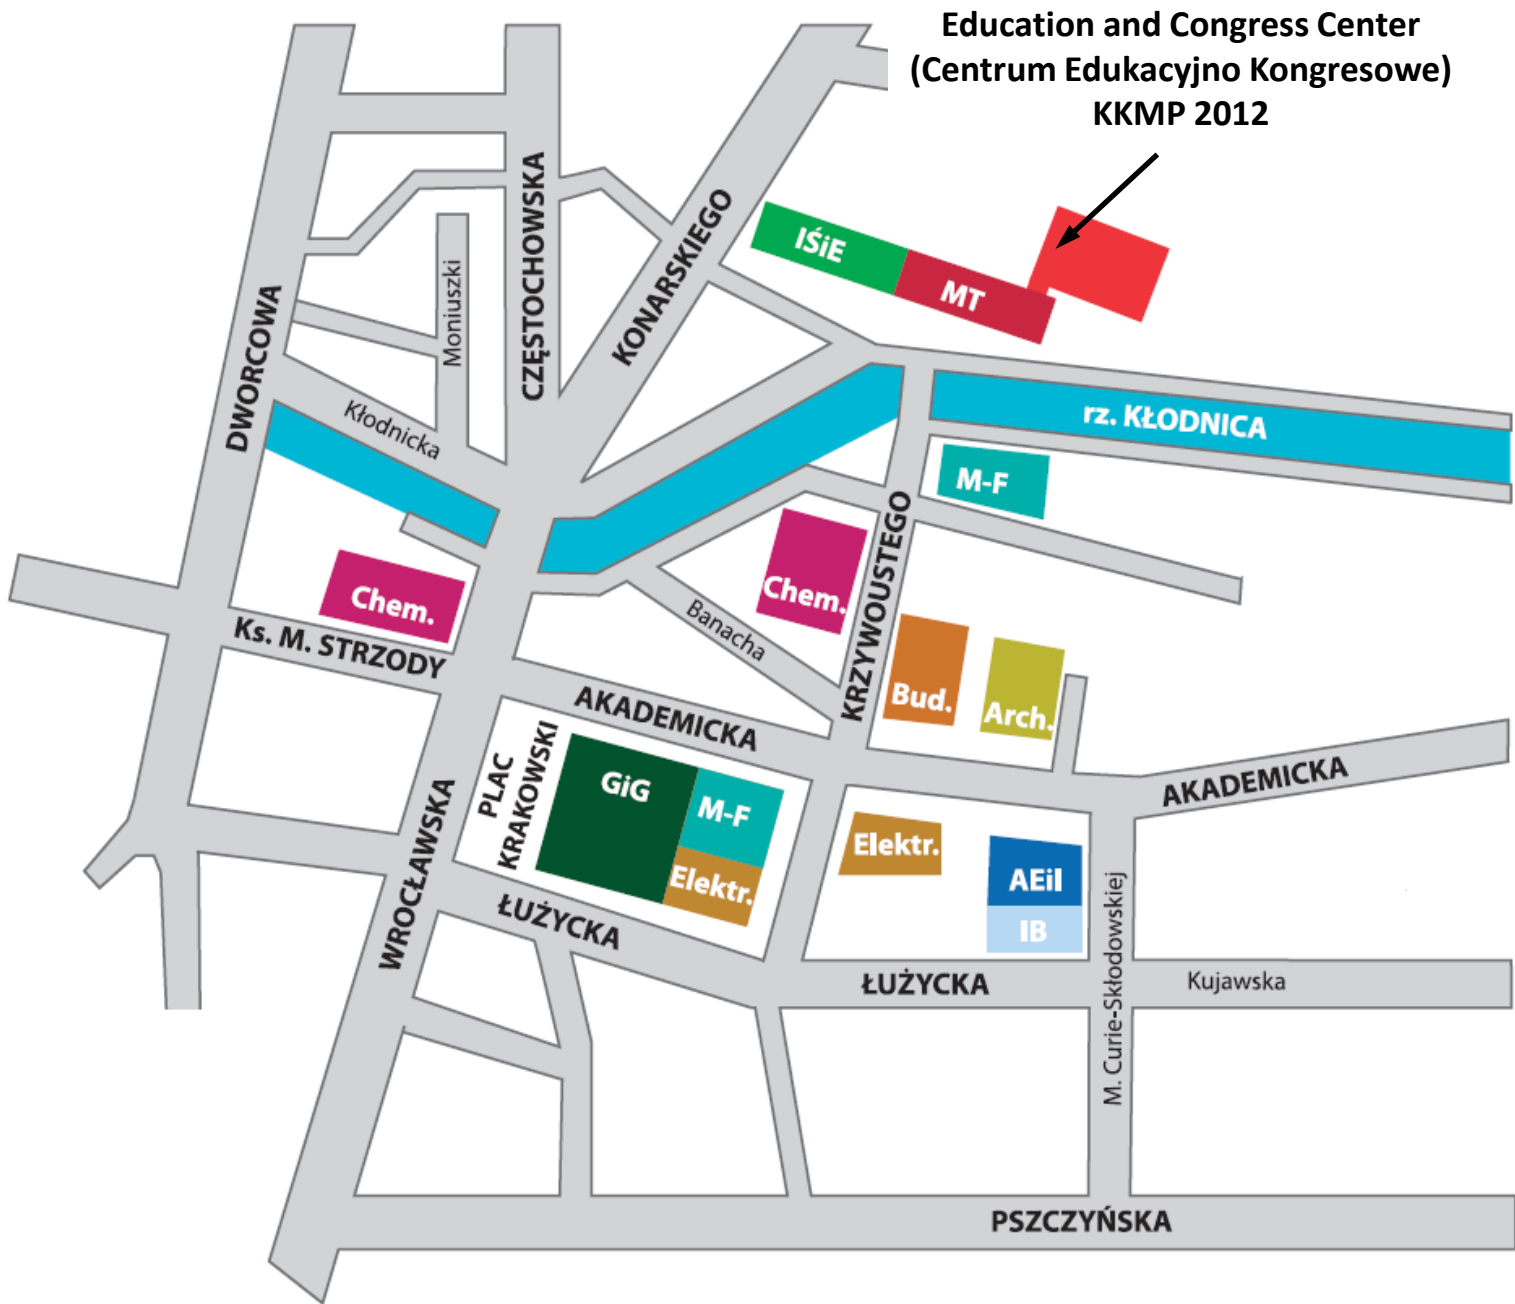 Education and Congress Center
(Centrum Edukacyjno Kongresowe)
KKMP 2012
CZĘSTOCHOWSKA
KONARSKIEGO
IŚiE
MT
Moniuszki
DWORCOWA
Kłodnicka
rz. KŁODNICA
M-F
KRZYWOUSTEGO
Chem.
Chem.
Banacha
Ks. M. STRZODY
Bud.
Arch.
AKADEMICKA
PLAC
KRAKOWSKI
GiG
M-F
Elektr.
AKADEMICKA
WROCŁAWSKA
Elektr.
AEiI
IB
ŁUŻYCKA
ŁUŻYCKA
Kujawska
M. Curie-Skłodowskiej
PSZCZYŃSKA